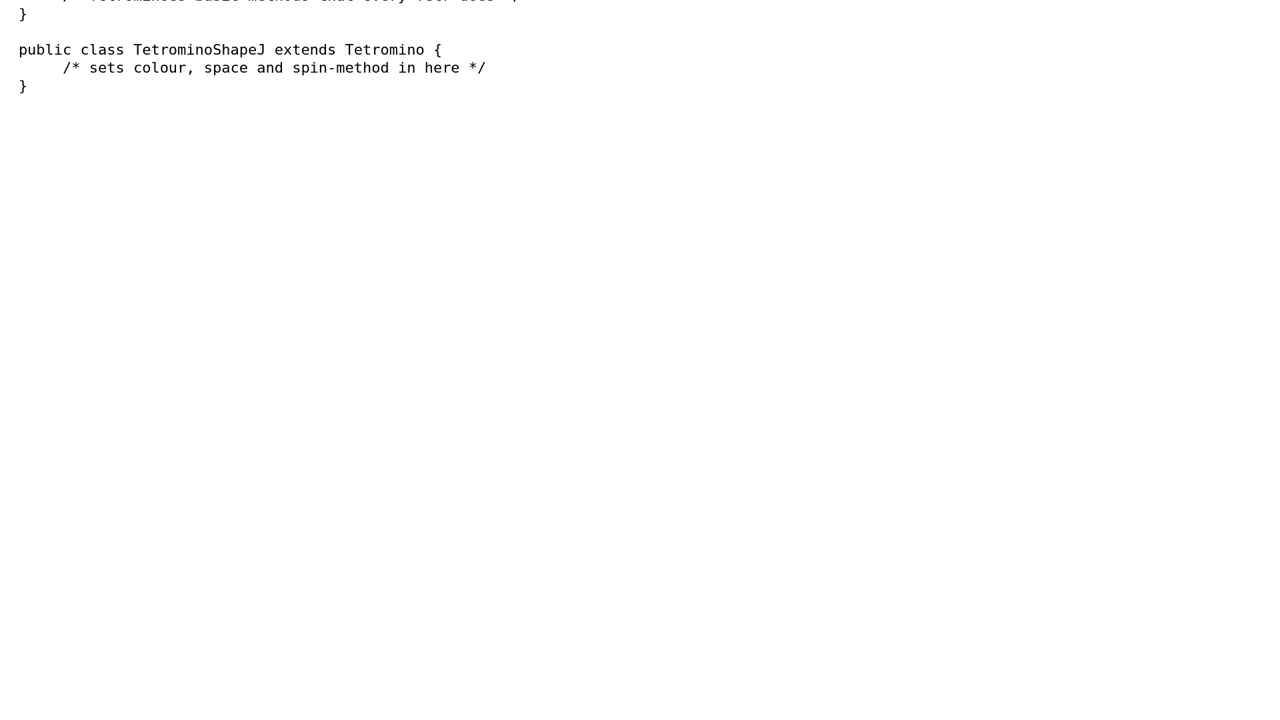 }
public class TetrominoShapeJ extends Tetromino {
/* sets colour, space and spin-method in here */
}